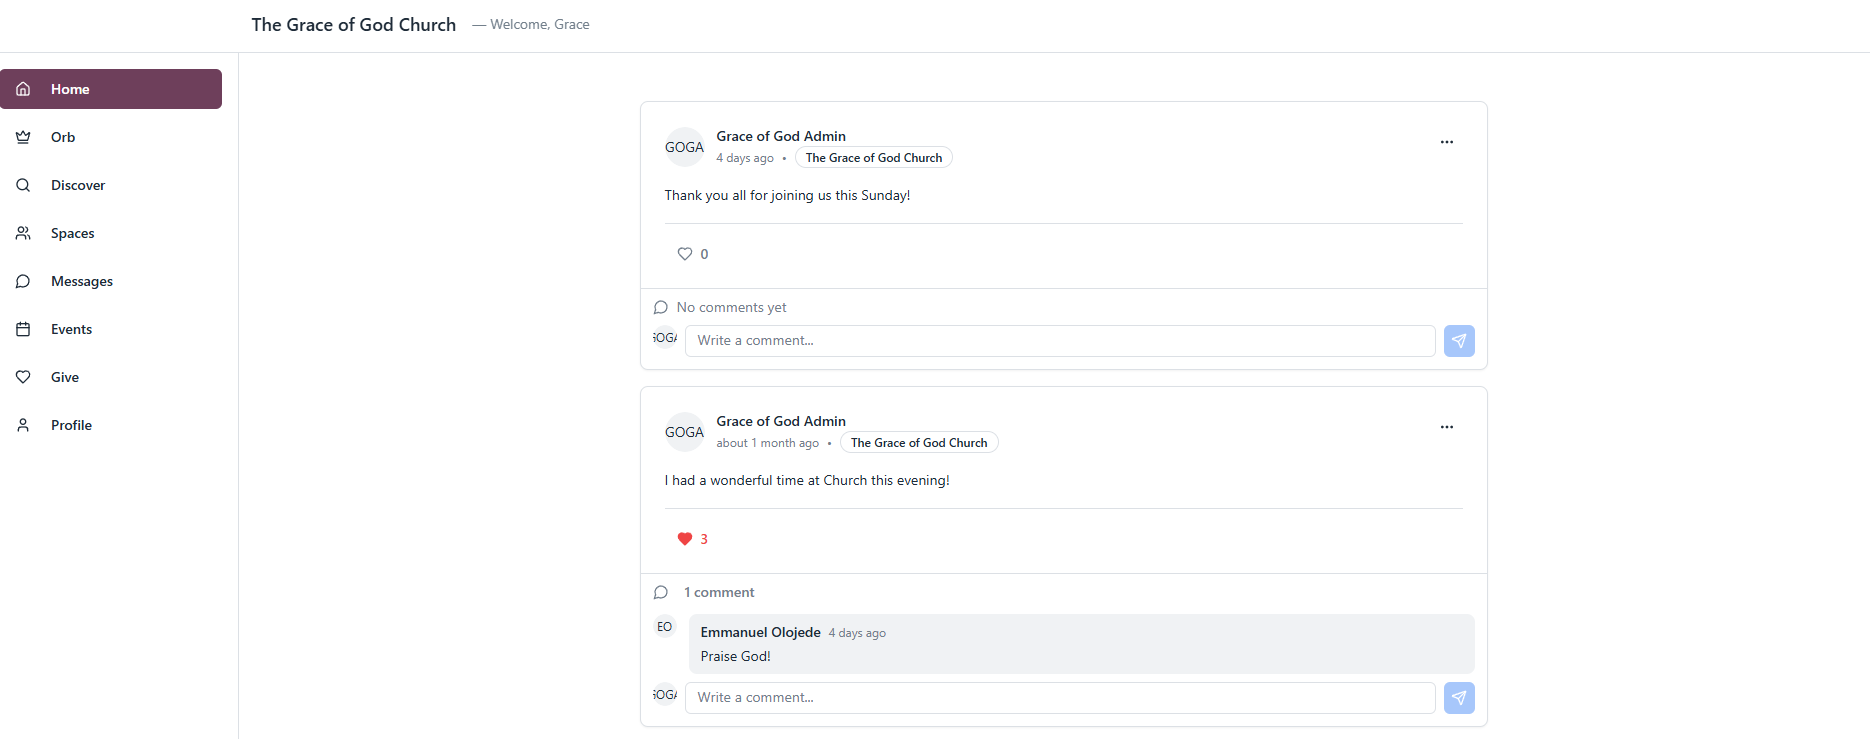 The Grace of God Church — Welcome, Grace
Home
Orb
Discover
Spaces
Messages
Events
Give
Profile
GOGA
Grace of God Admin
4 days ago • The Grace of God Church
Thank you all for joining us this Sunday!
0
No comments yet
GOGA
Write a comment...
GOGA
Grace of God Admin
about 1 month ago • The Grace of God Church
I had a wonderful time at Church this evening!
3
1 comment
EO
Emmanuel Olojede 4 days ago
Praise God!
GOGA
Write a comment...